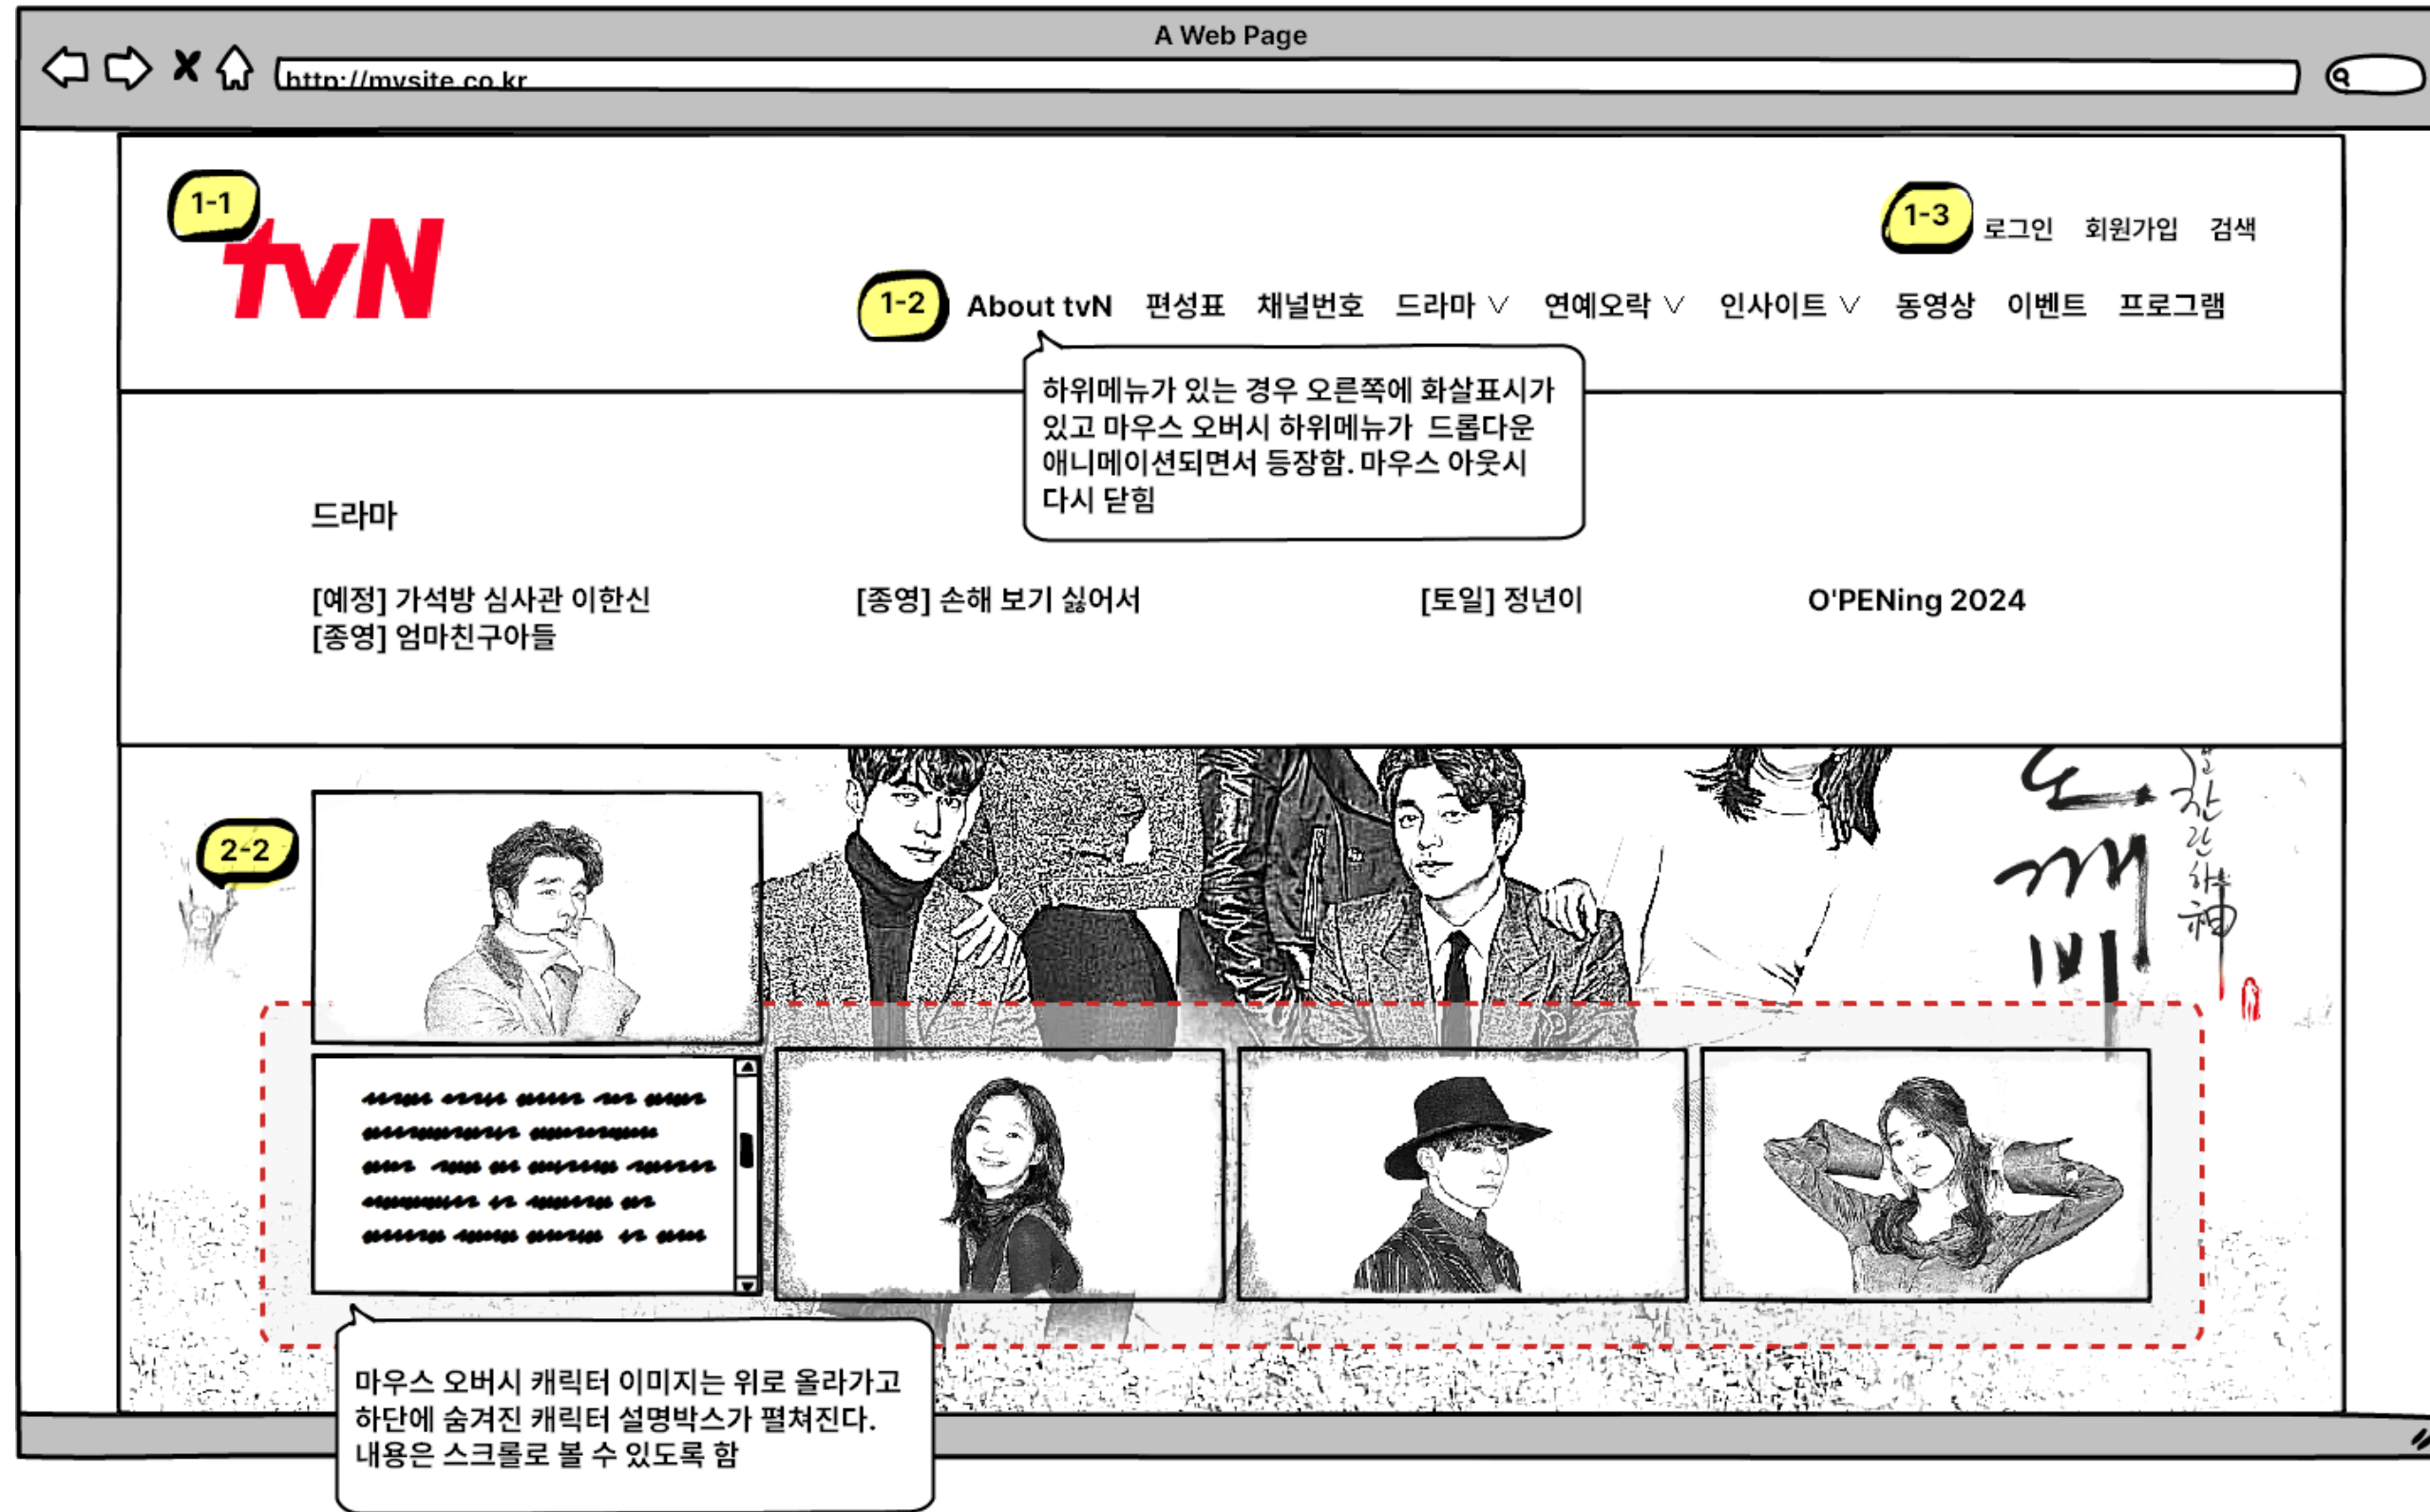 A Web Page
http://mysite.co.kr
1-1
tvN
1-3
로그인 회원가입 검색
1-2
About tvN 편성표 채널번호 드라마 ∨ 연예오락 ∨ 인사이트 ∨ 동영상 이벤트 프로그램
하위메뉴가 있는 경우 오른쪽에 화살표시가
있고 마우스 오버시 하위메뉴가 드롭다운
애니메이션되면서 등장함. 마우스 아웃시
다시 닫힘
드라마
[예정] 가석방 심사관 이한신
[종영] 엄마친구아들
[종영] 손해 보기 싫어서
[토일] 정년이
O'PENing 2024
2-2
도깨비
찬란하神
마우스 오버시 캐릭터 이미지는 위로 올라가고
하단에 숨겨진 캐릭터 설명박스가 펼쳐진다.
내용은 스크롤로 볼 수 있도록 함